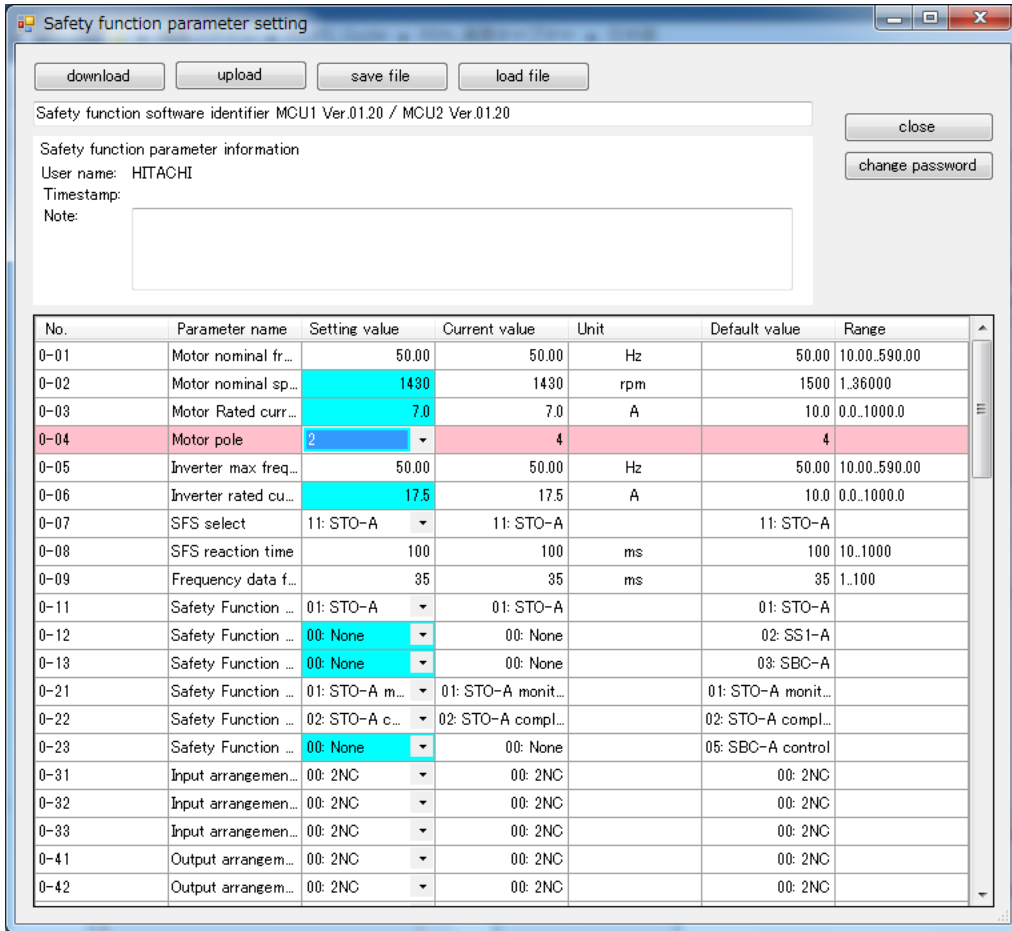 Safety function parameter setting
download upload save file load file
Safety function software identifier MCU1 Ver.01.20 / MCU2 Ver.01.20
close
Safety function parameter information
change password
User name: HITACHI
Timestamp:
Note:
No. Parameter name Setting value Current value Unit Default value Range
0-01 Motor nominal fr... 50.00 50.00 Hz 50.00 10.00..590.00
0-02 Motor nominal sp... 1430 1430 rpm 1500 1..36000
0-03 Motor Rated curr... 7.0 7.0 A 10.0 0.0..1000.0
0-04 Motor pole 2 4 4
0-05 Inverter max freq... 50.00 50.00 Hz 50.00 10.00..590.00
0-06 Inverter rated cu... 17.5 17.5 A 10.0 0.0..1000.0
0-07 SFS select 11: STO-A 11: STO-A 11: STO-A
0-08 SFS reaction time 100 100 ms 100 10..1000
0-09 Frequency data f... 35 35 ms 35 1..100
0-11 Safety Function ... 01: STO-A 01: STO-A 01: STO-A
0-12 Safety Function ... 00: None 00: None 02: SS1-A
0-13 Safety Function ... 00: None 00: None 03: SBC-A
0-21 Safety Function ... 01: STO-A m... 01: STO-A monit... 01: STO-A monit...
0-22 Safety Function ... 02: STO-A c... 02: STO-A compl... 02: STO-A compl...
0-23 Safety Function ... 00: None 00: None 05: SBC-A control
0-31 Input arrangemen... 00: 2NC 00: 2NC 00: 2NC
0-32 Input arrangemen... 00: 2NC 00: 2NC 00: 2NC
0-33 Input arrangemen... 00: 2NC 00: 2NC 00: 2NC
0-41 Output arrangem... 00: 2NC 00: 2NC 00: 2NC
0-42 Output arrangem... 00: 2NC 00: 2NC 00: 2NC